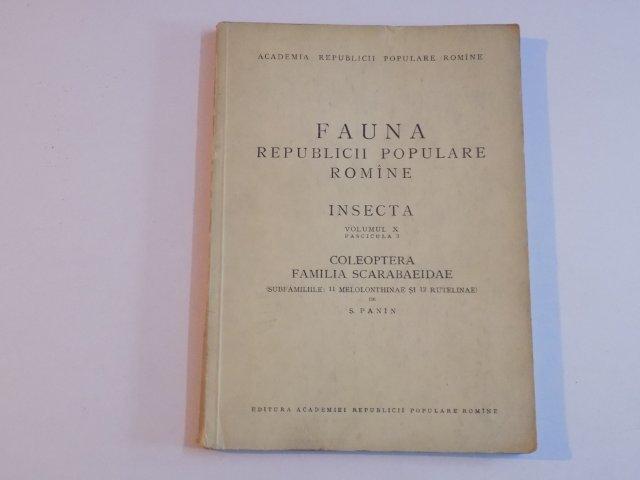 ACADEMIA REPUBLICII POPULARE ROMÎNE
FAUNA
REPUBLICII POPULARE
ROMÎNE
INSECTA
VOLUMUL X
FASCICULA 3
COLEOPTERA
FAMILIA SCARABAEIDAE
(SUBFAMILIILE: 11 MELOLONTHINAE ȘI 12 RUTELINAE)
DE
S. PANIN
EDITURA ACADEMIEI REPUBLICII POPULARE ROMÎNE